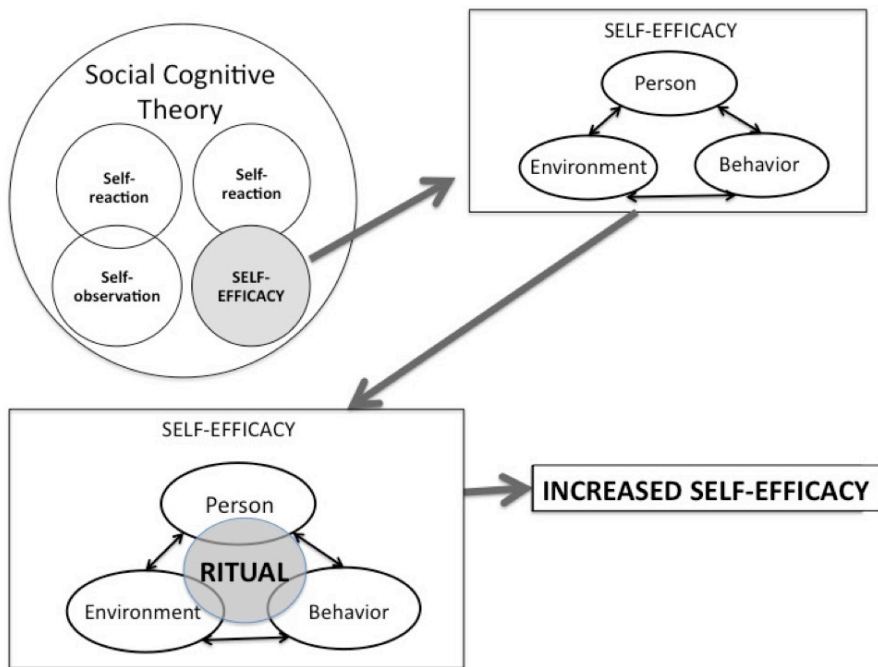 Social Cognitive
Theory
Self-
reaction
Self-
reaction
Self-
observation
SELF-
EFFICACY
SELF-EFFICACY
Person
Environment
Behavior
SELF-EFFICACY
Person
RITUAL
Environment
Behavior
INCREASED SELF-EFFICACY